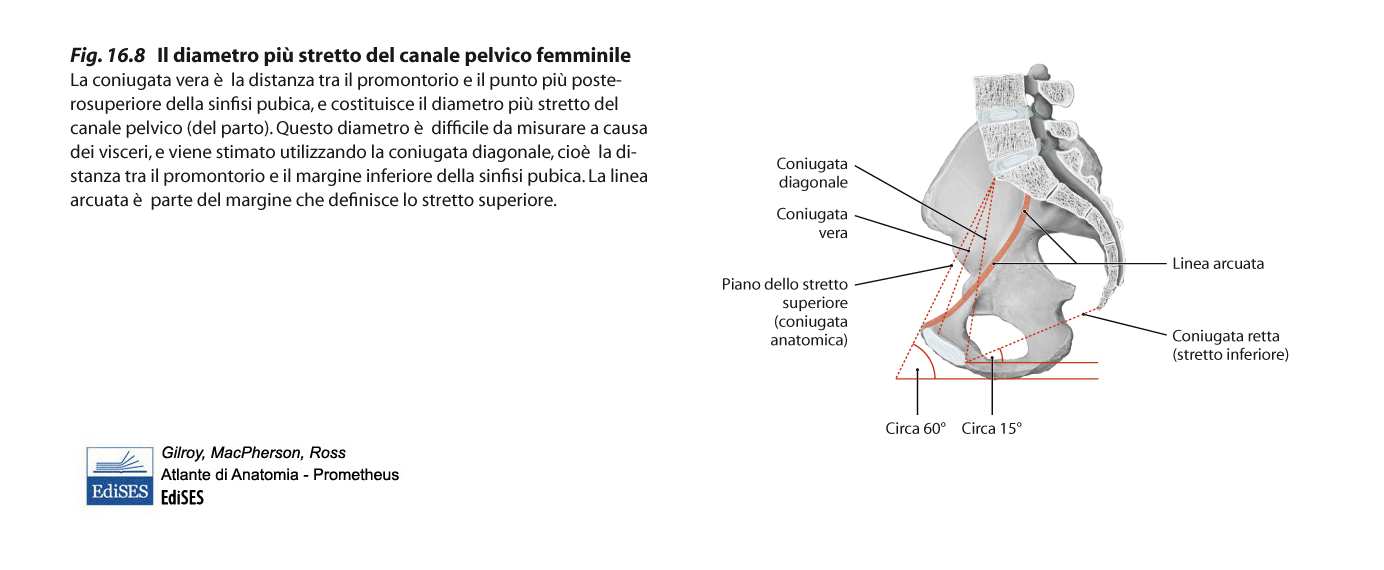 Fig. 16.8 Il diametro più stretto del canale pelvico femminile
La coniugata vera è la distanza tra il promontorio e il punto più poste-
rosuperiore della sinfisi pubica, e costituisce il diametro più stretto del
canale pelvico (del parto). Questo diametro è difficile da misurare a causa
dei visceri, e viene stimato utilizzando la coniugata diagonale, cioè la di-
stanza tra il promontorio e il margine inferiore della sinfisi pubica. La linea
arcuata è parte del margine che definisce lo stretto superiore.
Coniugata
diagonale
Coniugata
vera
Piano dello stretto
superiore
(coniugata
anatomica)
Linea arcuata
Coniugata retta
(stretto inferiore)
Circa 60°
Circa 15°
EdiSES
Gilroy, MacPherson, Ross
Atlante di Anatomia - Prometheus
EdiSES